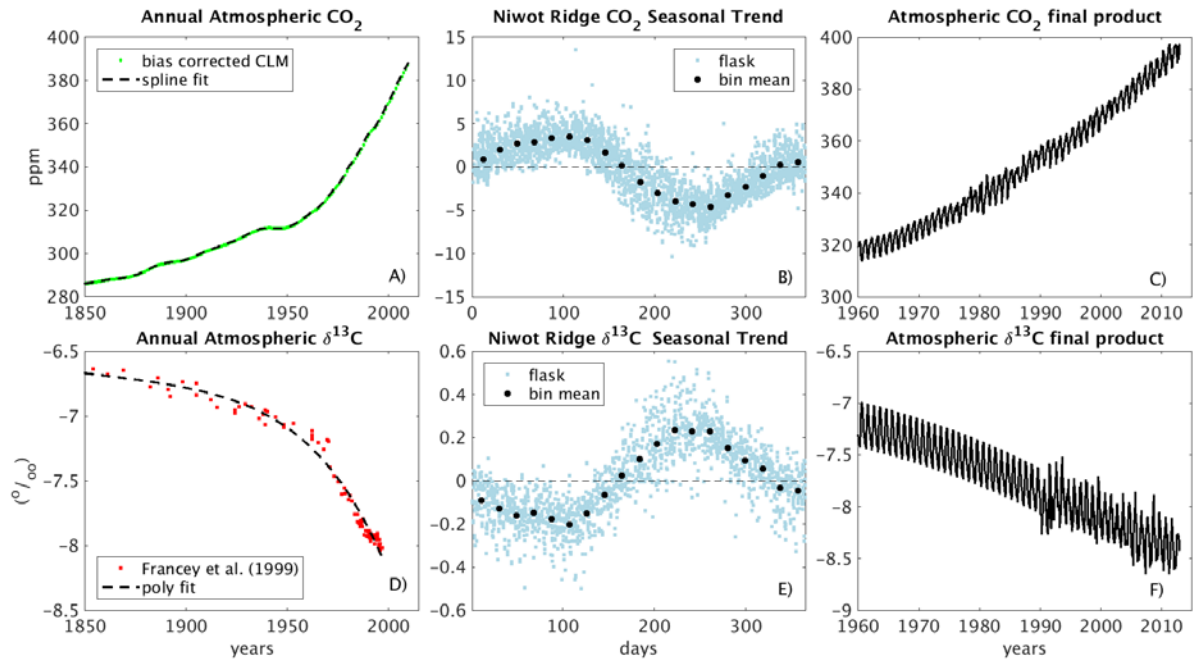 Annual Atmospheric CO2
Niwot Ridge CO2 Seasonal Trend
Atmospheric CO2 final product
400
380
360
340
320
300
280
ppm
bias corrected CLM
spline fit
A)
1850
1900
1950
2000
15
10
5
0
−5
−10
−15
flask
bin mean
B)
0
100
200
300
400
380
360
340
320
300
C)
1960
1970
1980
1990
2000
2010
Annual Atmospheric δ13C
Niwot Ridge δ13C Seasonal Trend
Atmospheric δ13C final product
−6.5
−7
−7.5
−8
−8.5
(o/oo)
Francey et al. (1999)
poly fit
D)
1850
1900
1950
2000
years
0.6
0.4
0.2
0
−0.2
−0.4
−0.6
flask
bin mean
E)
0
100
200
300
days
−6.5
−7
−7.5
−8
−8.5
−9
F)
1960
1970
1980
1990
2000
2010
years